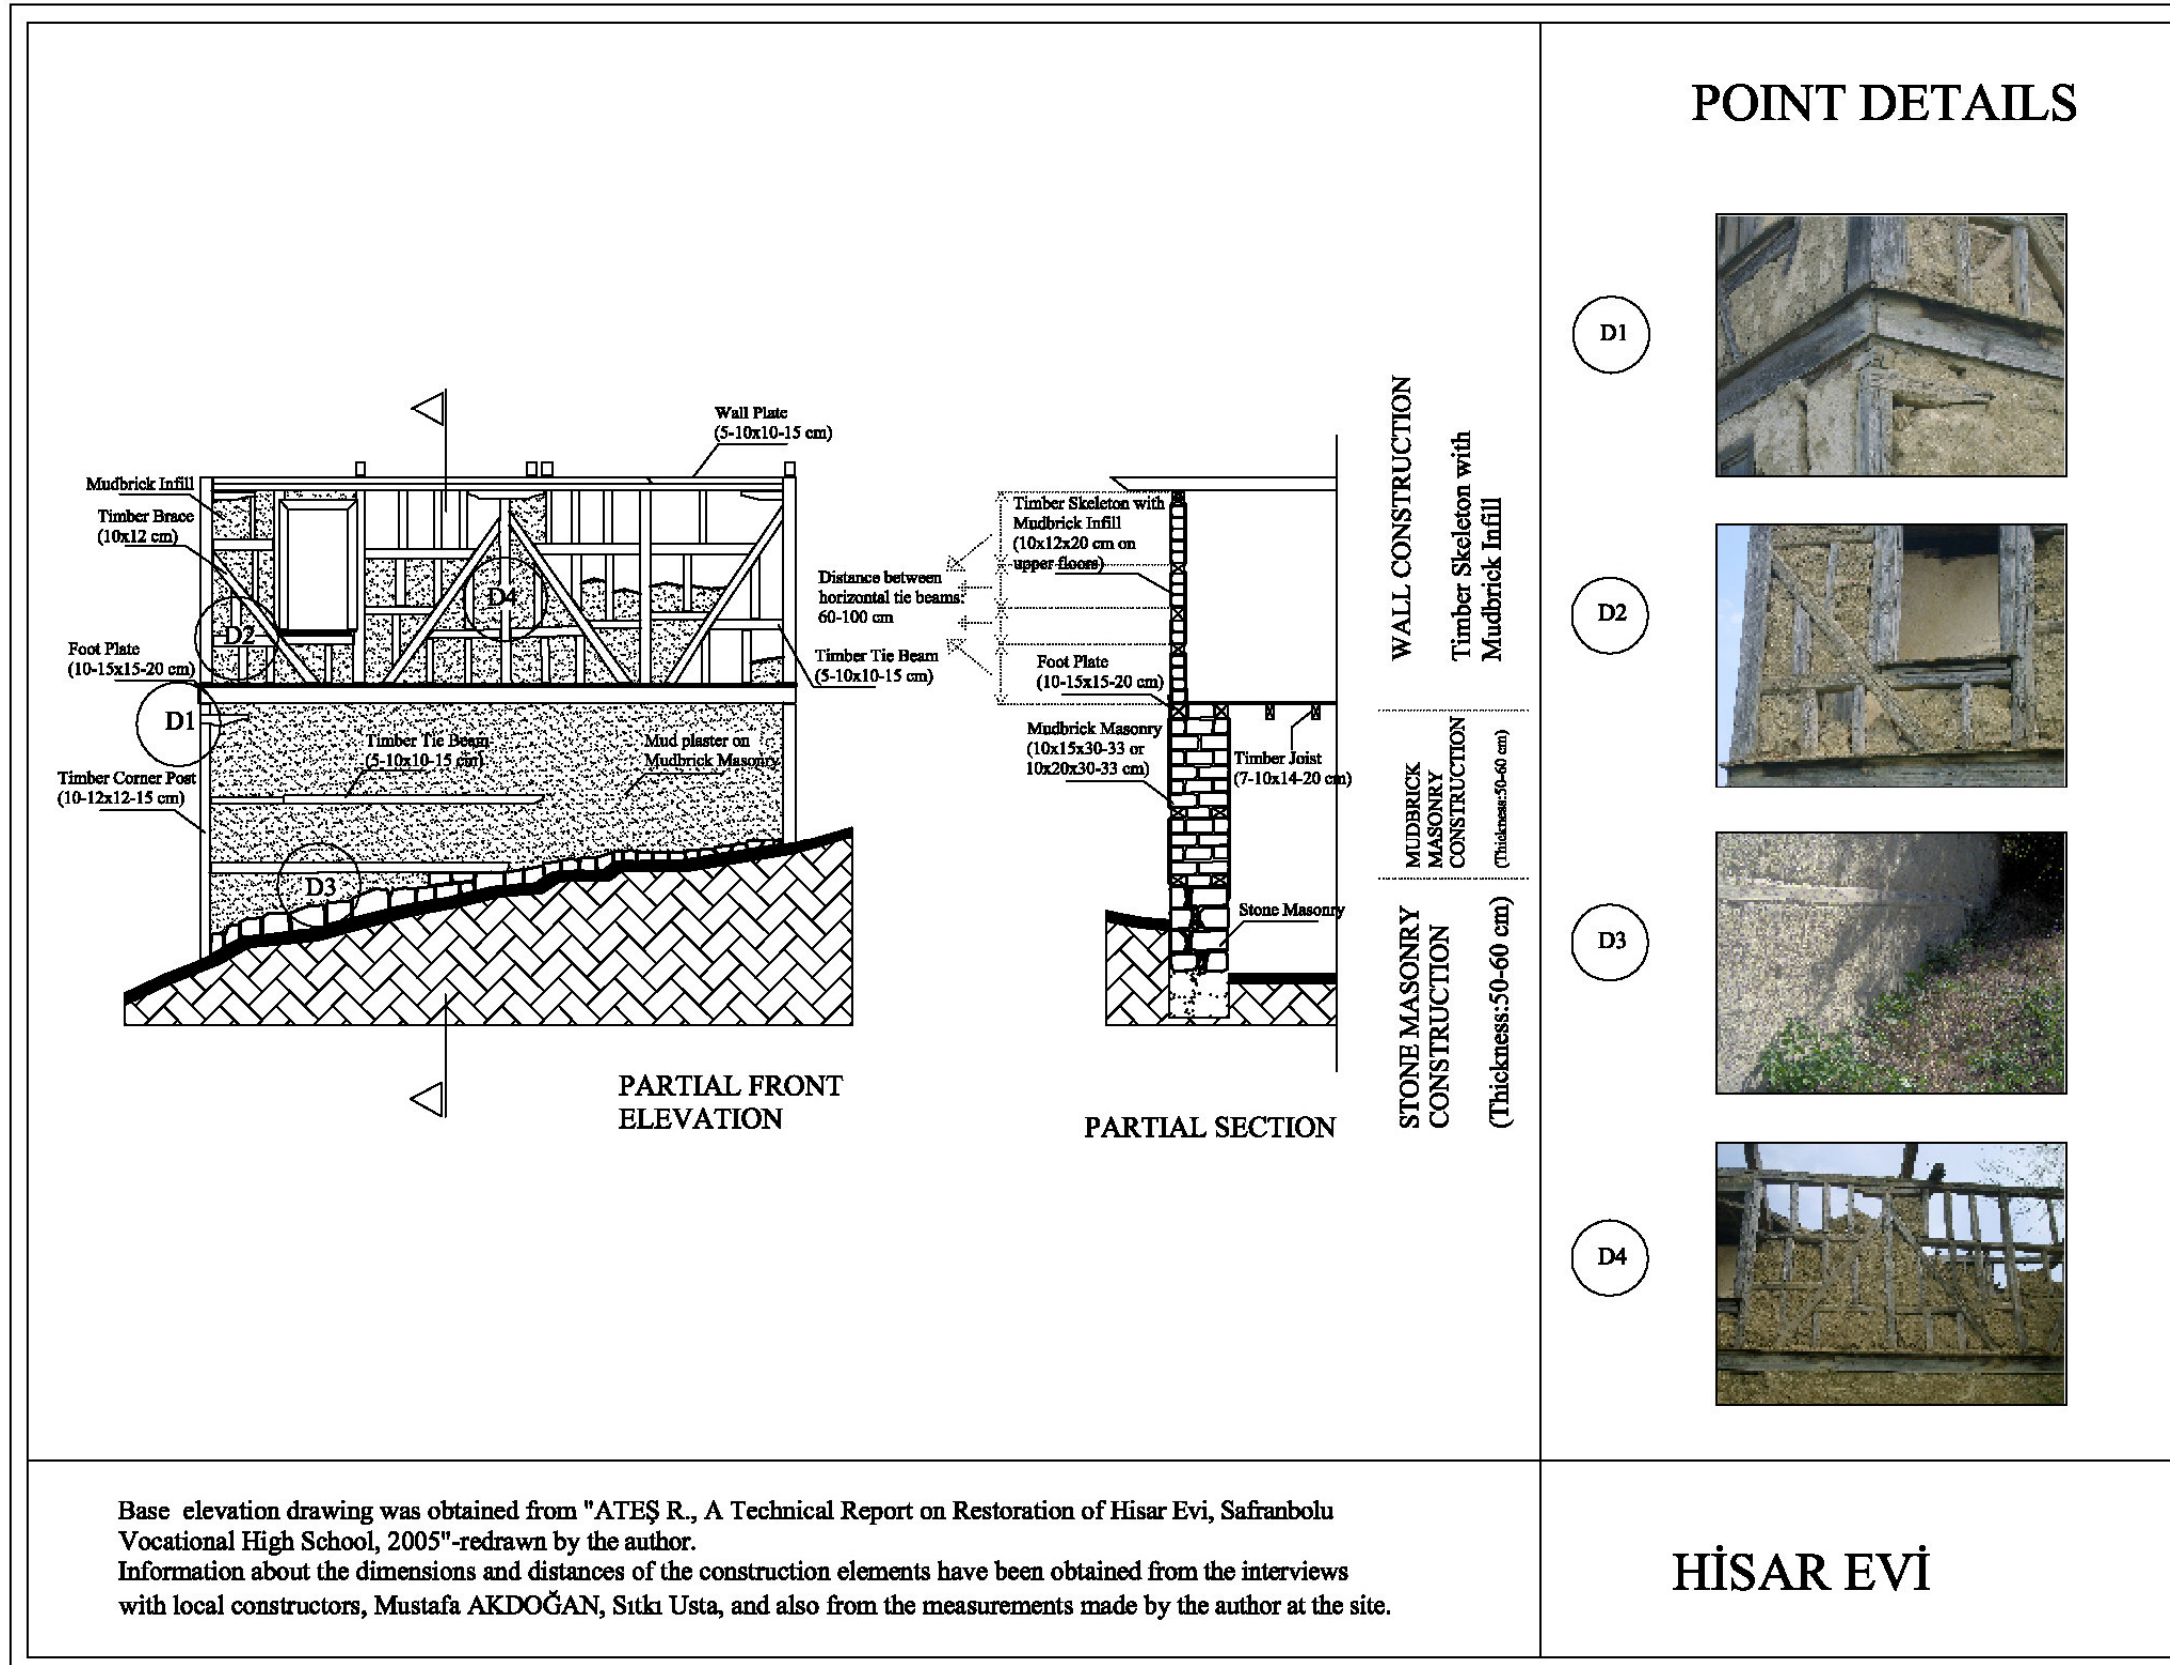 POINT DETAILS
Wall Plate
(5-10x10-15 cm)
Mudbrick Infill
Timber Brace
(10x12 cm)
D4
D2
Foot Plate
(10-15x15-20 cm)
D1
Timber Tie Beam
(5-10x10-15 cm)
Timber Tie Beam
(5-10x10-15 cm)
Mud plaster on
Mudbrick Masonry
Timber Corner Post
(10-12x12-15 cm)
D3
PARTIAL FRONT
ELEVATION
Timber Skeleton with
Mudbrick Infill
(10x12x20 cm on
upper floors)
Distance between
horizontal tie beams:
60-100 cm
Foot Plate
(10-15x15-20 cm)
Mudbrick Masonry
(10x15x30-33 or
10x20x30-33 cm)
Timber Joist
(7-10x14-20 cm)
Stone Masonry
PARTIAL SECTION
WALL CONSTRUCTION
Timber Skeleton with
Mudbrick Infill
MUDBRICK
MASONRY
CONSTRUCTION
(Thickness:50-60 cm)
STONE MASONRY
CONSTRUCTION
(Thickness:50-60 cm)
D1
D2
D3
D4
Base elevation drawing was obtained from "ATEŞ R., A Technical Report on Restoration of Hisar Evi, Safranbolu
Vocational High School, 2005"-redrawn by the author.
Information about the dimensions and distances of the construction elements have been obtained from the interviews
with local constructors, Mustafa AKDOĞAN, Sıtkı Usta, and also from the measurements made by the author at the site.
HİSAR EVİ